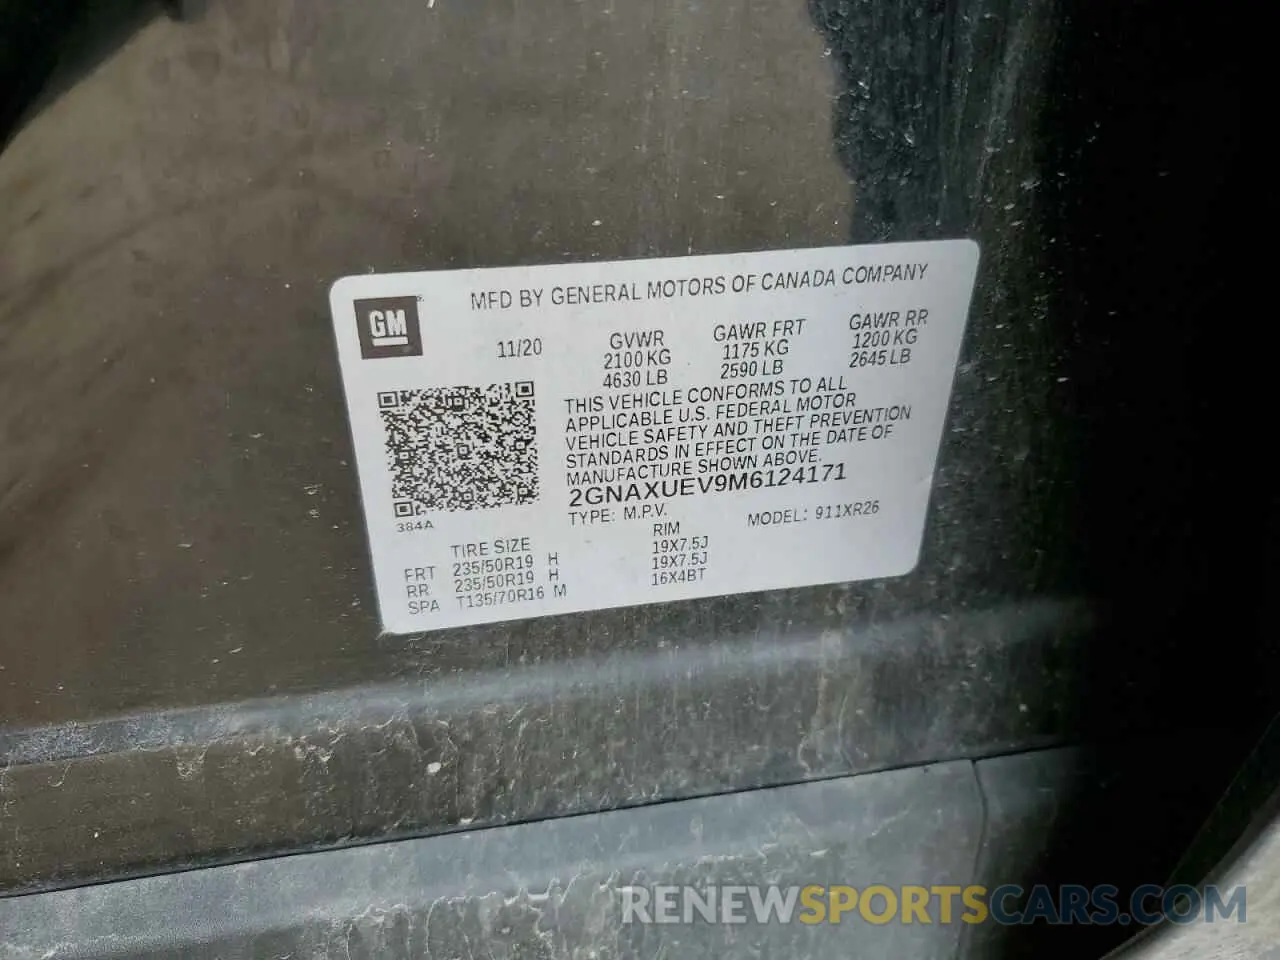 MFD BY GENERAL MOTORS OF CANADA COMPANY
GM
11/20
GVWR GAWR FRT GAWR RR
2100 KG 1175 KG 1200 KG
4630 LB 2590 LB 2645 LB
THIS VEHICLE CONFORMS TO ALL
APPLICABLE U.S. FEDERAL MOTOR
VEHICLE SAFETY AND THEFT PREVENTION
STANDARDS IN EFFECT ON THE DATE OF
MANUFACTURE SHOWN ABOVE.
2GNAXUEV9M6124171
TYPE: M.P.V. MODEL: 911XR26
384A
TIRE SIZE RIM
FRT 235/50R19 H 19X7.5J
RR 235/50R19 H 19X7.5J
SPA T135/70R16 M 16X4BT
RENEWSPORTSCARS.COM